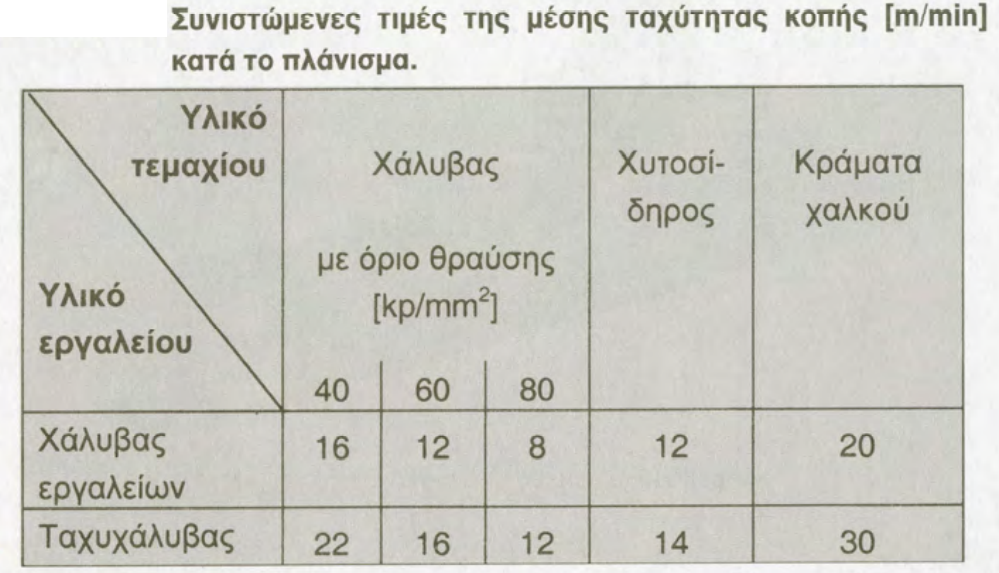 Συνιστώμενες τιμές της μέσης ταχύτητας κοπής [m/min]
κατά το πλάνισμα.
Υλικό
τεμαχίου
Υλικό
εργαλείου
Χάλυβας
με όριο θραύσης
[kp/mm²]
Χυτοσί-
δηρος
Κράματα
χαλκού
40 60 80
Χάλυβας
εργαλείων
16 12 8 12 20
Ταχυχάλυβας 22 16 12 14 30